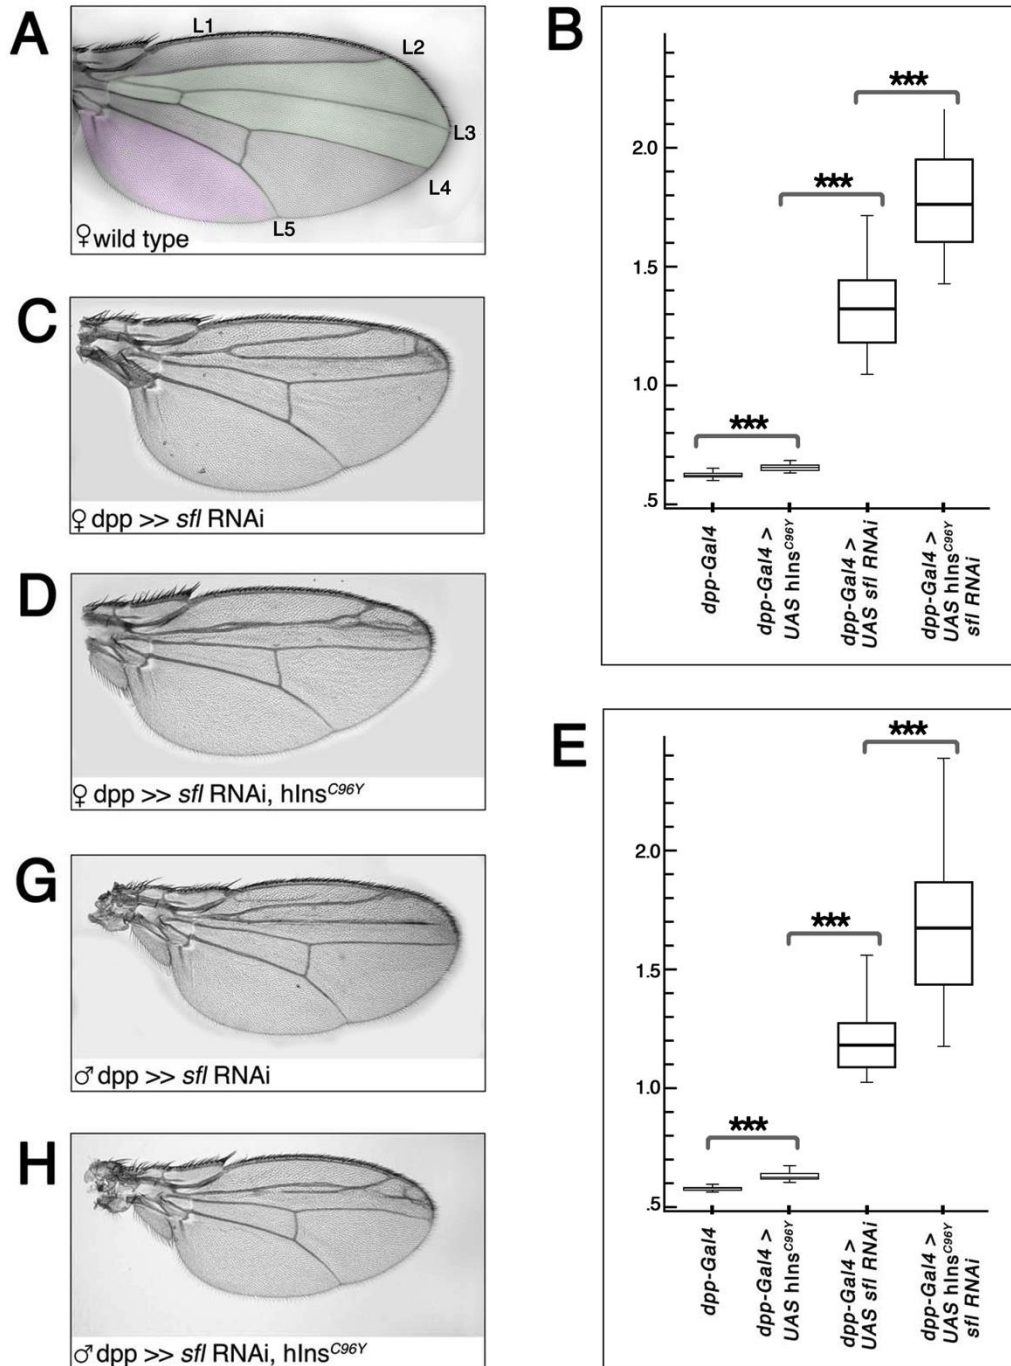 A
L1
L2
L3
L4
L5
♀ wild type
B
***
***
***
2.0
1.5
1.0
.5
dpp-Gal4
dpp-Gal4 >
UAS hIns^C96Y
dpp-Gal4 >
UAS sfl RNAi
dpp-Gal4 >
UAS hIns^C96Y
sfl RNAi
C
♀ dpp >> sfl RNAi
D
♀ dpp >> sfl RNAi, hIns^C96Y
E
***
***
***
2.0
1.5
1.0
.5
dpp-Gal4
dpp-Gal4 >
UAS hIns^C96Y
dpp-Gal4 >
UAS sfl RNAi
dpp-Gal4 >
UAS hIns^C96Y
sfl RNAi
G
♂ dpp >> sfl RNAi
H
♂ dpp >> sfl RNAi, hIns^C96Y